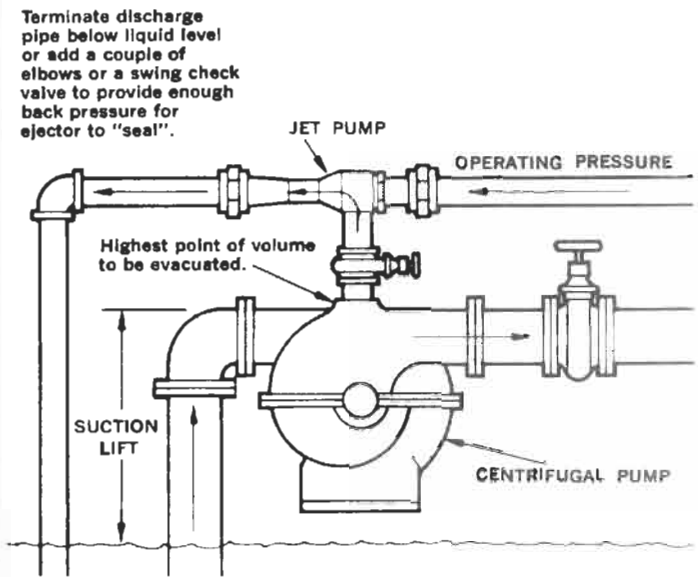 Terminate discharge
pipe below liquid level
or add a couple of
elbows or a swing check
valve to provide enough
back pressure for
ejector to "seal".
JET PUMP
OPERATING PRESSURE
Highest point of volume
to be evacuated.
SUCTION
LIFT
CENTRIFUGAL PUMP